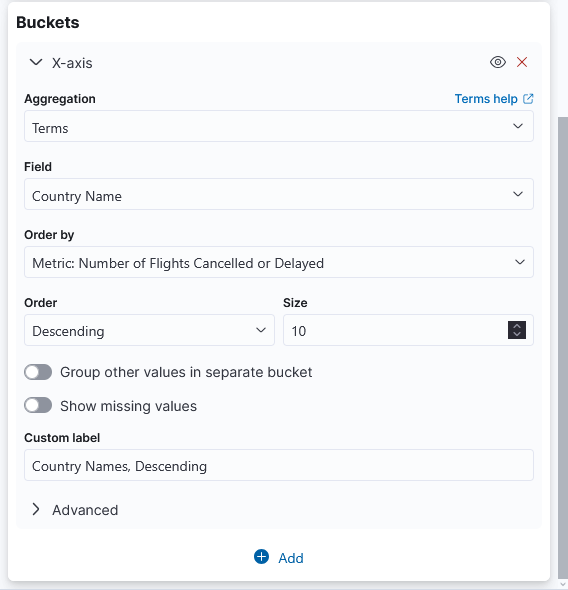 Buckets
X-axis
Aggregation Terms help
Terms
Field
Country Name
Order by
Metric: Number of Flights Cancelled or Delayed
Order Size
Descending 10
Group other values in separate bucket
Show missing values
Custom label
Country Names, Descending
Advanced
Add